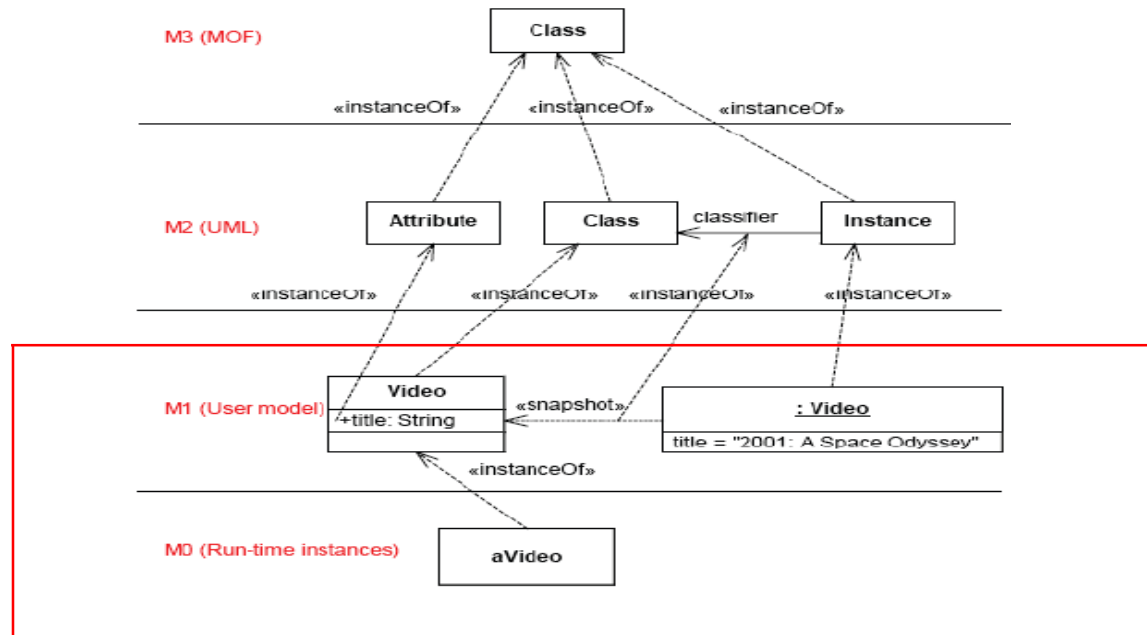 M3 (MOF)
Class
«instanceOf»
«instanceOf»
«instanceOf»
M2 (UML)
Attribute
Class
classifier
Instance
«instanceOf»
«instanceOf»
«instanceOf»
«instanceOf»
M1 (User model)
Video
+title: String
«snapshot»
: Video
title = "2001: A Space Odyssey"
«instanceOf»
M0 (Run-time instances)
aVideo